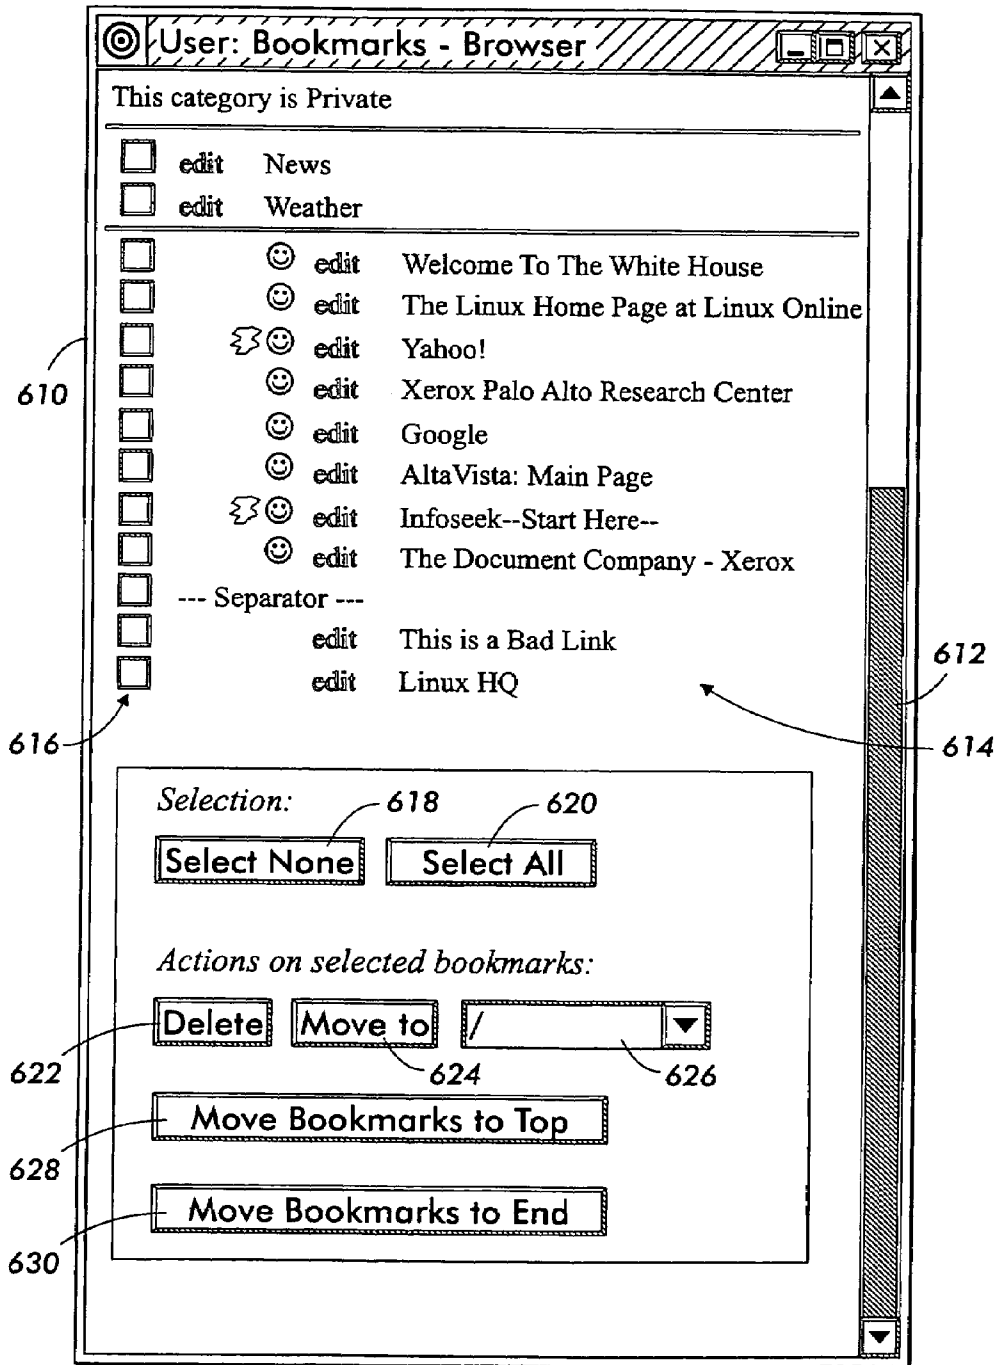 User: Bookmarks - Browser
This category is Private
edit News
edit Weather
edit Welcome To The White House
edit The Linux Home Page at Linux Online
edit Yahoo!
610
edit Xerox Palo Alto Research Center
edit Google
edit AltaVista: Main Page
edit Infoseek--Start Here--
edit The Document Company - Xerox
--- Separator ---
edit This is a Bad Link
612
edit Linux HQ
616
614
Selection: 618 620
Select None Select All
Actions on selected bookmarks:
Delete Move to /
622 624 626
Move Bookmarks to Top
628
Move Bookmarks to End
630